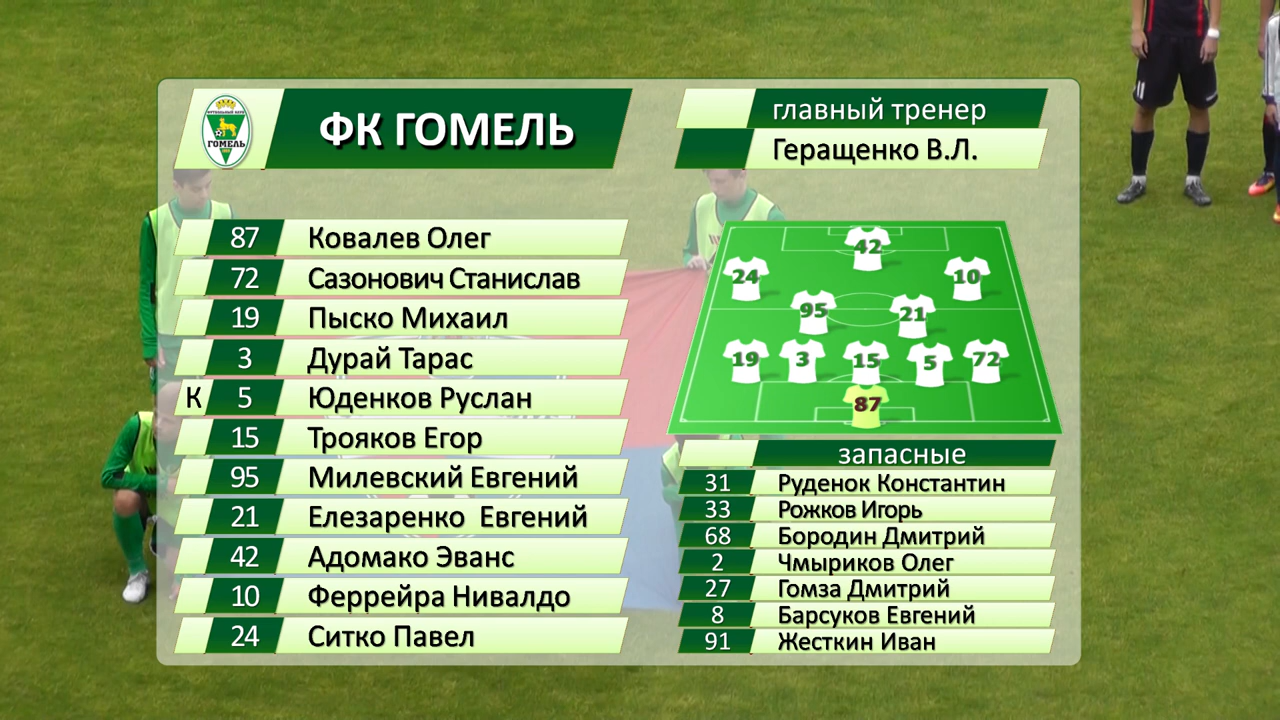 ФУТБОЛЬНЫЙ КЛУБ
ГОМЕЛЬ
ФК ГОМЕЛЬ
87 Ковалев Олег
72 Сазонович Станислав
19 Пыско Михаил
3 Дурай Тарас
К 5 Юденков Руслан
15 Трояков Егор
95 Милевский Евгений
21 Елезаренко Евгений
42 Адомако Эванс
10 Феррейра Нивалдо
24 Ситко Павел
главный тренер
Геращенко В.Л.
42
24 10
95 21
19 3 15 5 72
87
запасные
31 Руденок Константин
33 Рожков Игорь
68 Бородин Дмитрий
2 Чмыриков Олег
27 Гомза Дмитрий
8 Барсуков Евгений
91 Жесткин Иван